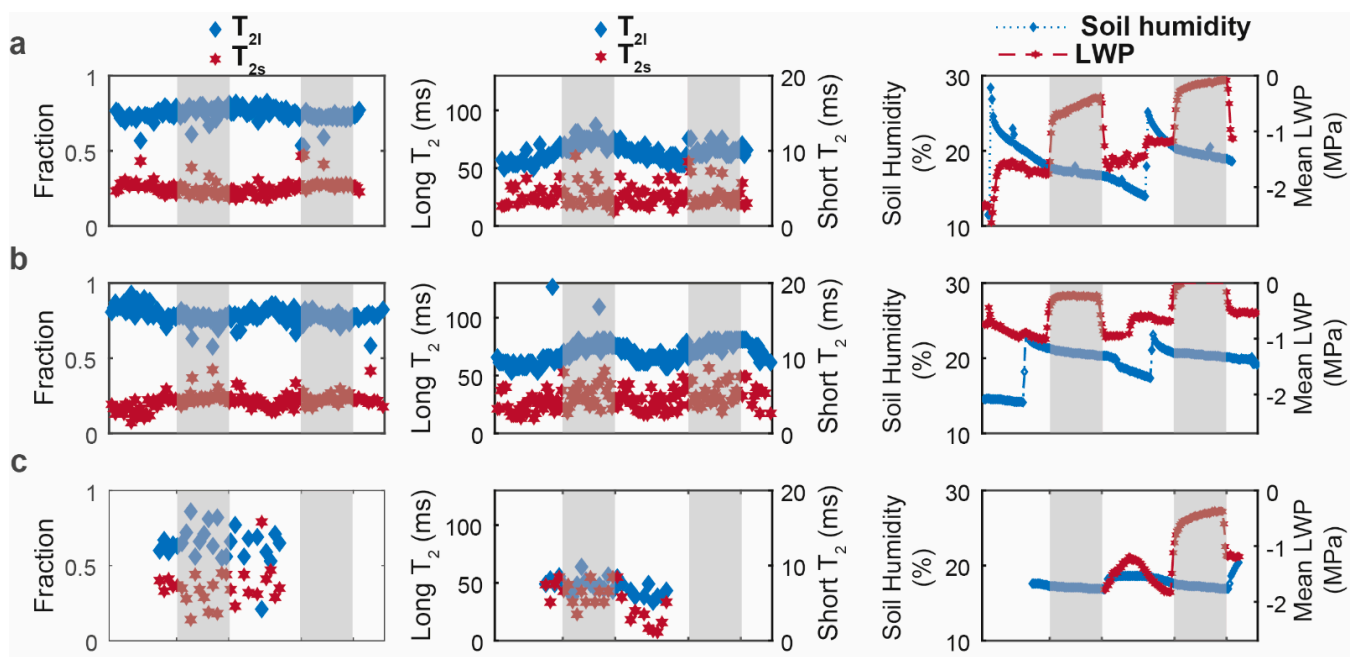 T2l
T2s
T2l
T2s
Soil humidity
LWP
a
Fraction
1
0.5
0
Long T2 (ms)
100
50
0
20
10
0
Short T2 (ms)
Soil Humidity
(%)
30
20
10
0
-1
-2
Mean LWP
(MPa)
b
Fraction
1
0.5
0
Long T2 (ms)
100
50
0
20
10
0
Short T2 (ms)
Soil Humidity
(%)
30
20
10
0
-1
-2
Mean LWP
(MPa)
c
Fraction
1
0.5
0
Long T2 (ms)
100
50
0
20
10
0
Short T2 (ms)
Soil Humidity
(%)
30
20
10
0
-1
-2
Mean LWP
(MPa)